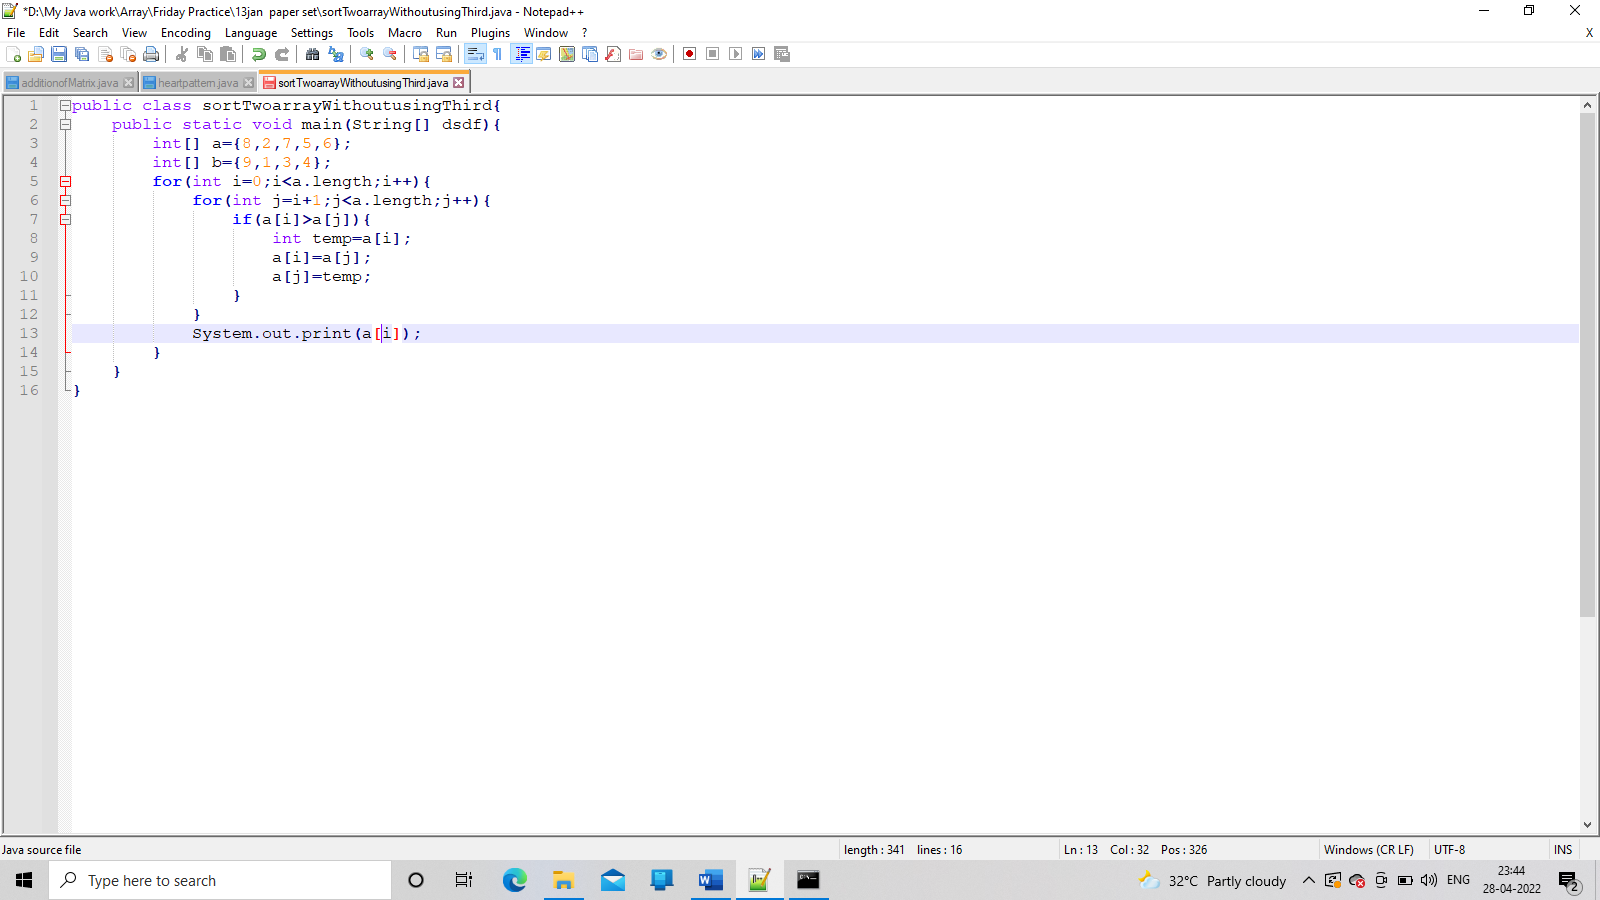 *D:\My Java work\Array\Friday Practice\13jan  paper set\sortTwoarrayWithoutusingThird.java - Notepad++
File Edit Search View Encoding Language Settings Tools Macro Run Plugins Window ? X
additionofMatrix.java heartpattern.java sortTwoarrayWithoutusingThird.java
1 public class sortTwoarrayWithoutusingThird{
2     public static void main(String[] dsdf){
3         int[] a={8,2,7,5,6};
4         int[] b={9,1,3,4};
5         for(int i=0;i<a.length;i++){
6             for(int j=i+1;j<a.length;j++){
7                 if(a[i]>a[j]){
8                     int temp=a[i];
9                     a[i]=a[j];
10                     a[j]=temp;
11                 }
12             }
13             System.out.print(a[i]);
14         }
15     }
16 }
Java source file length : 341 lines : 16 Ln : 13 Col : 32 Pos : 326 Windows (CR LF) UTF-8 INS
Type here to search 32°C Partly cloudy ENG 23:44
28-04-2022 2